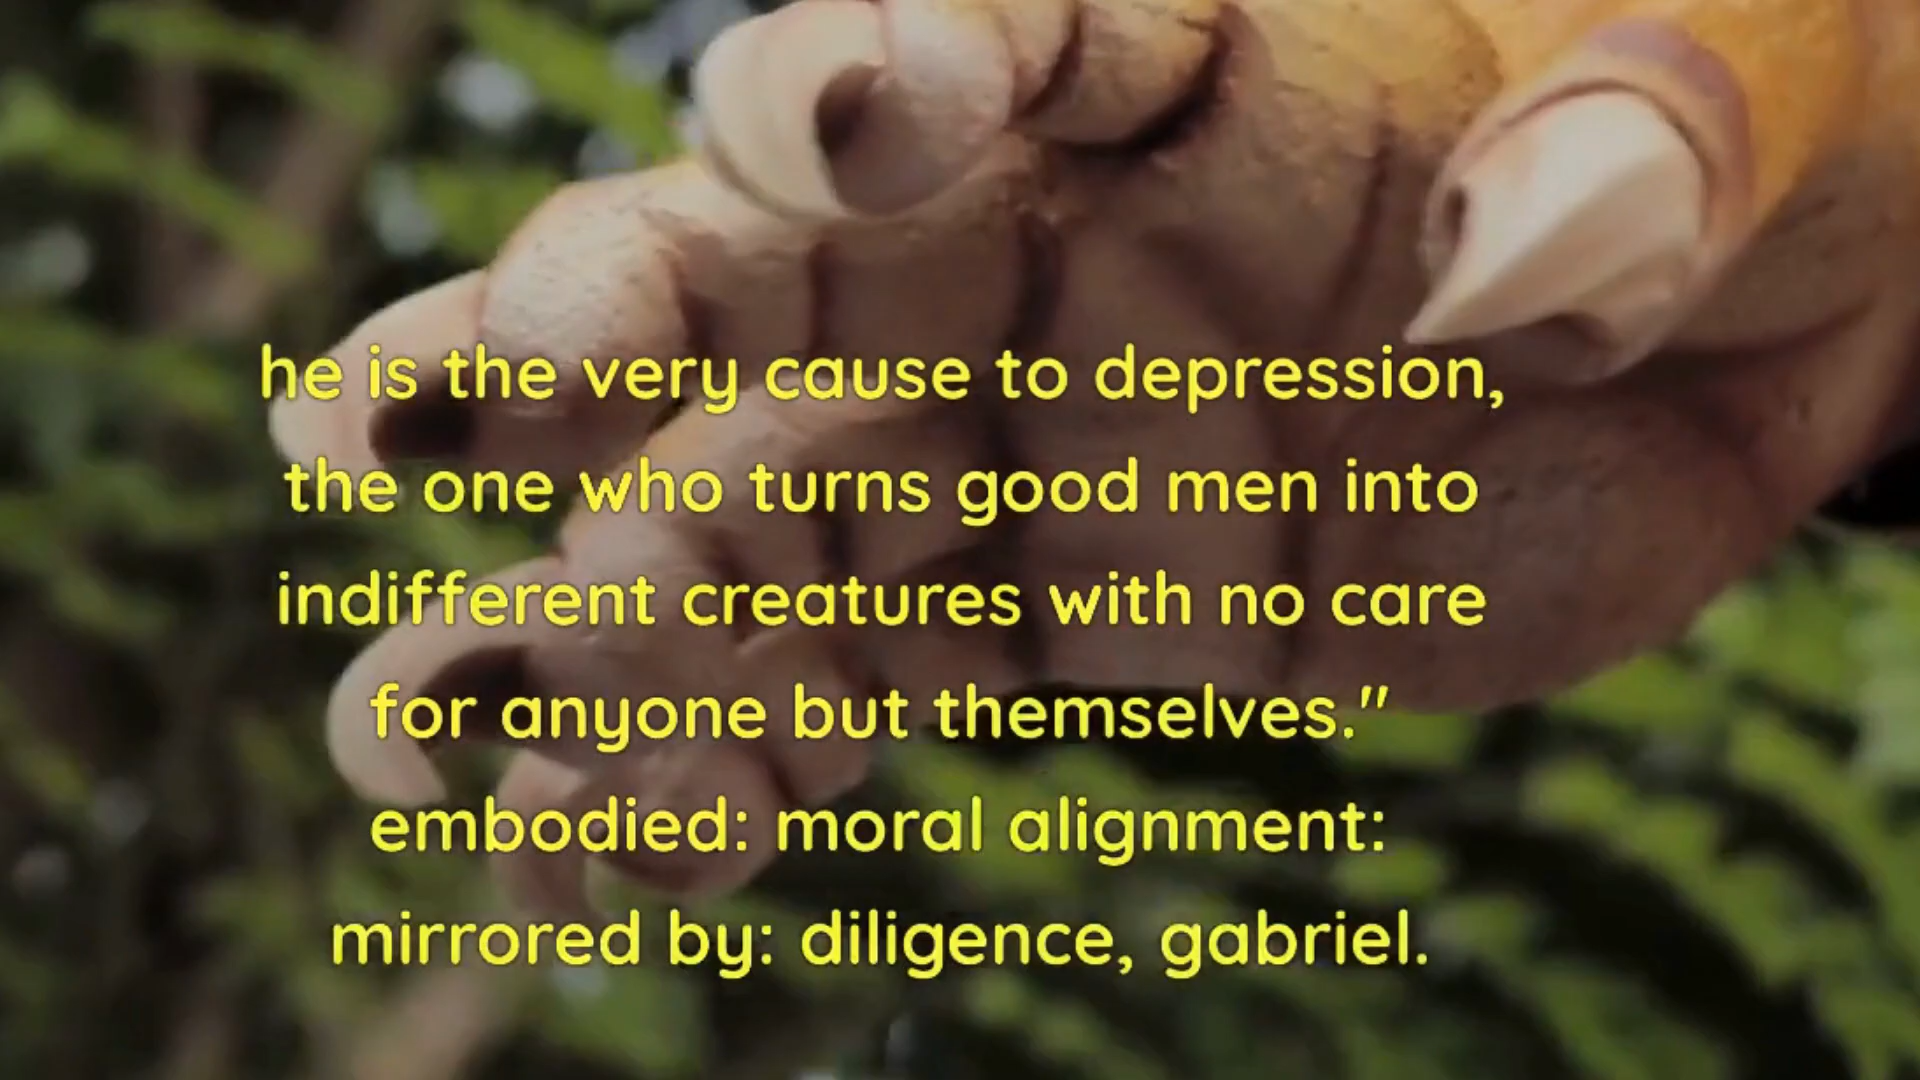 he is the very cause to depression,
the one who turns good men into
indifferent creatures with no care
for anyone but themselves."
embodied: moral alignment:
mirrored by: diligence, gabriel.